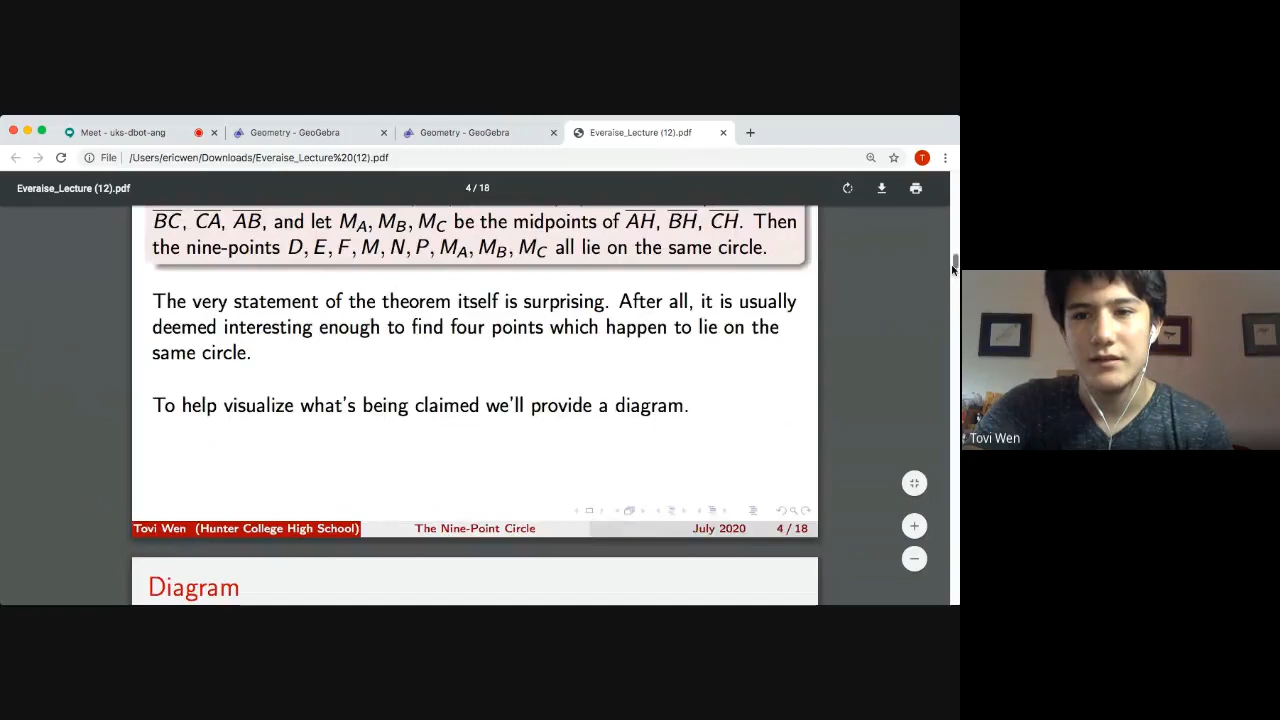 Meet - uks-dbot-ang
Geometry - GeoGebra
Geometry - GeoGebra
Everaise_Lecture (12).pdf
File
/Users/ericwen/Downloads/Everaise_Lecture%20(12).pdf
T
Everaise_Lecture (12).pdf
4 / 18
BC, CA, AB, and let M_A, M_B, M_C be the midpoints of AH, BH, CH. Then
the nine-points D, E, F, M, N, P, M_A, M_B, M_C all lie on the same circle.
The very statement of the theorem itself is surprising. After all, it is usually
deemed interesting enough to find four points which happen to lie on the
same circle.
To help visualize what's being claimed we'll provide a diagram.
Tovi Wen (Hunter College High School)
The Nine-Point Circle
July 2020
4 / 18
Diagram
Tovi Wen